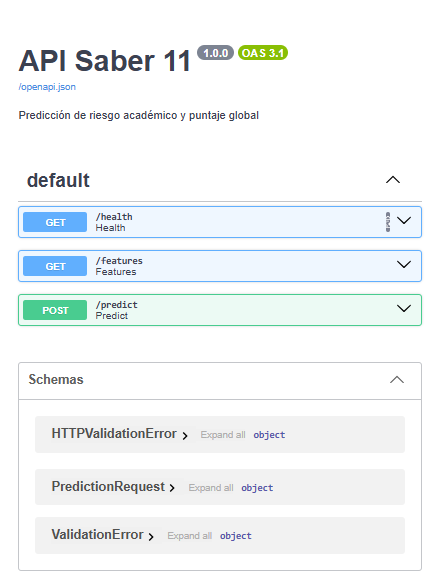 API Saber 11 1.0.0 OAS 3.1
/openapi.json
Predicción de riesgo académico y puntaje global
default
GET /health
Health
GET /features
Features
POST /predict
Predict
Schemas
HTTPValidationError Expand all object
PredictionRequest Expand all object
ValidationError Expand all object